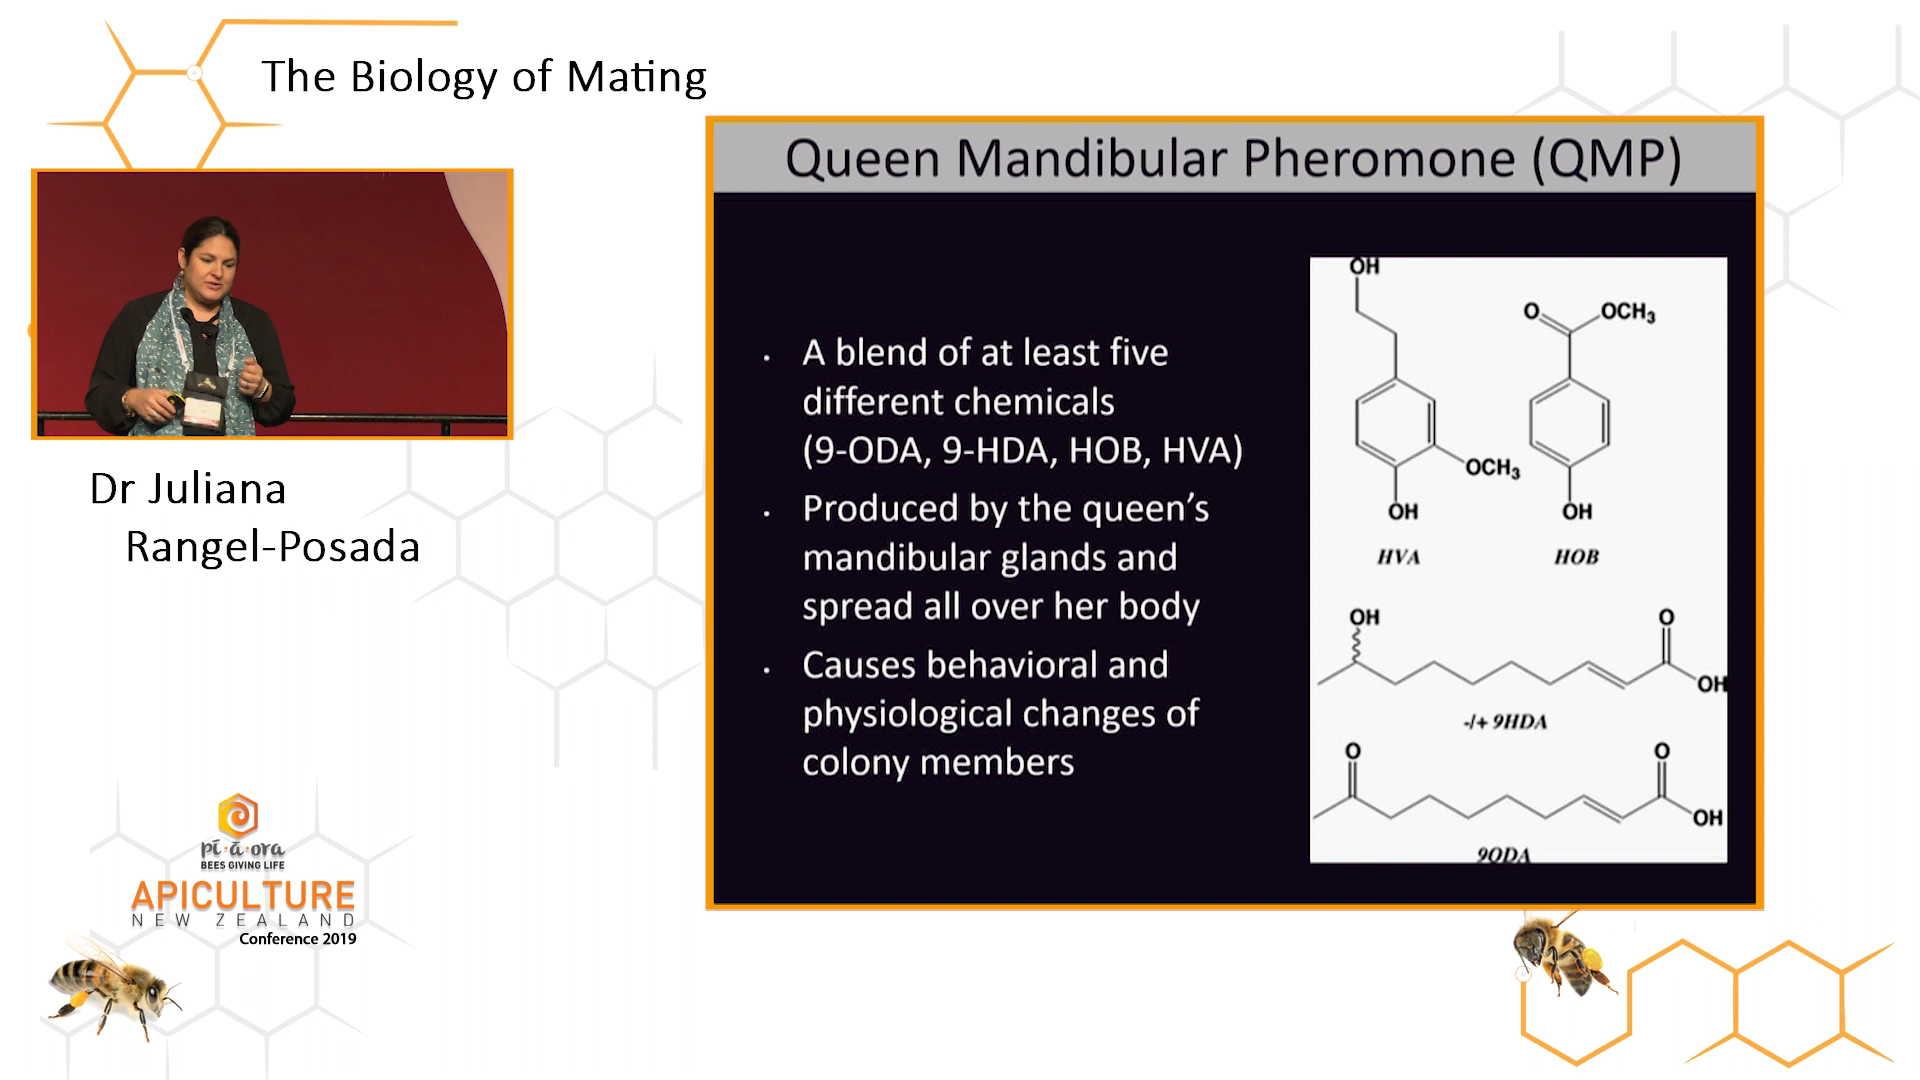 The Biology of Mating
Queen Mandibular Pheromone (QMP)
Dr Juliana
Rangel-Posada
· A blend of at least five
different chemicals
(9-ODA, 9-HDA, HOB, HVA)
· Produced by the queen’s
mandibular glands and
spread all over her body
· Causes behavioral and
physiological changes of
colony members
OH
OCH₃
OH
HVA
O
OCH₃
OH
HOB
OH
O
OH
-/+ 9HDA
O
O
OH
9ODA
pī·ā·ora
BEES GIVING LIFE
APICULTURE
NEW ZEALAND
Conference 2019